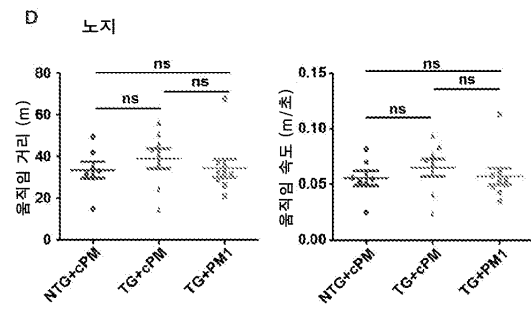 D
노지
ns
ns
ns
움직임 거리 (m)
80
60
40
20
0
NTG+cPM
TG+cPM
TG+PM1
ns
ns
ns
움직임 속도 (m/초)
0.15
0.10
0.05
0.00
NTG+cPM
TG+cPM
TG+PM1